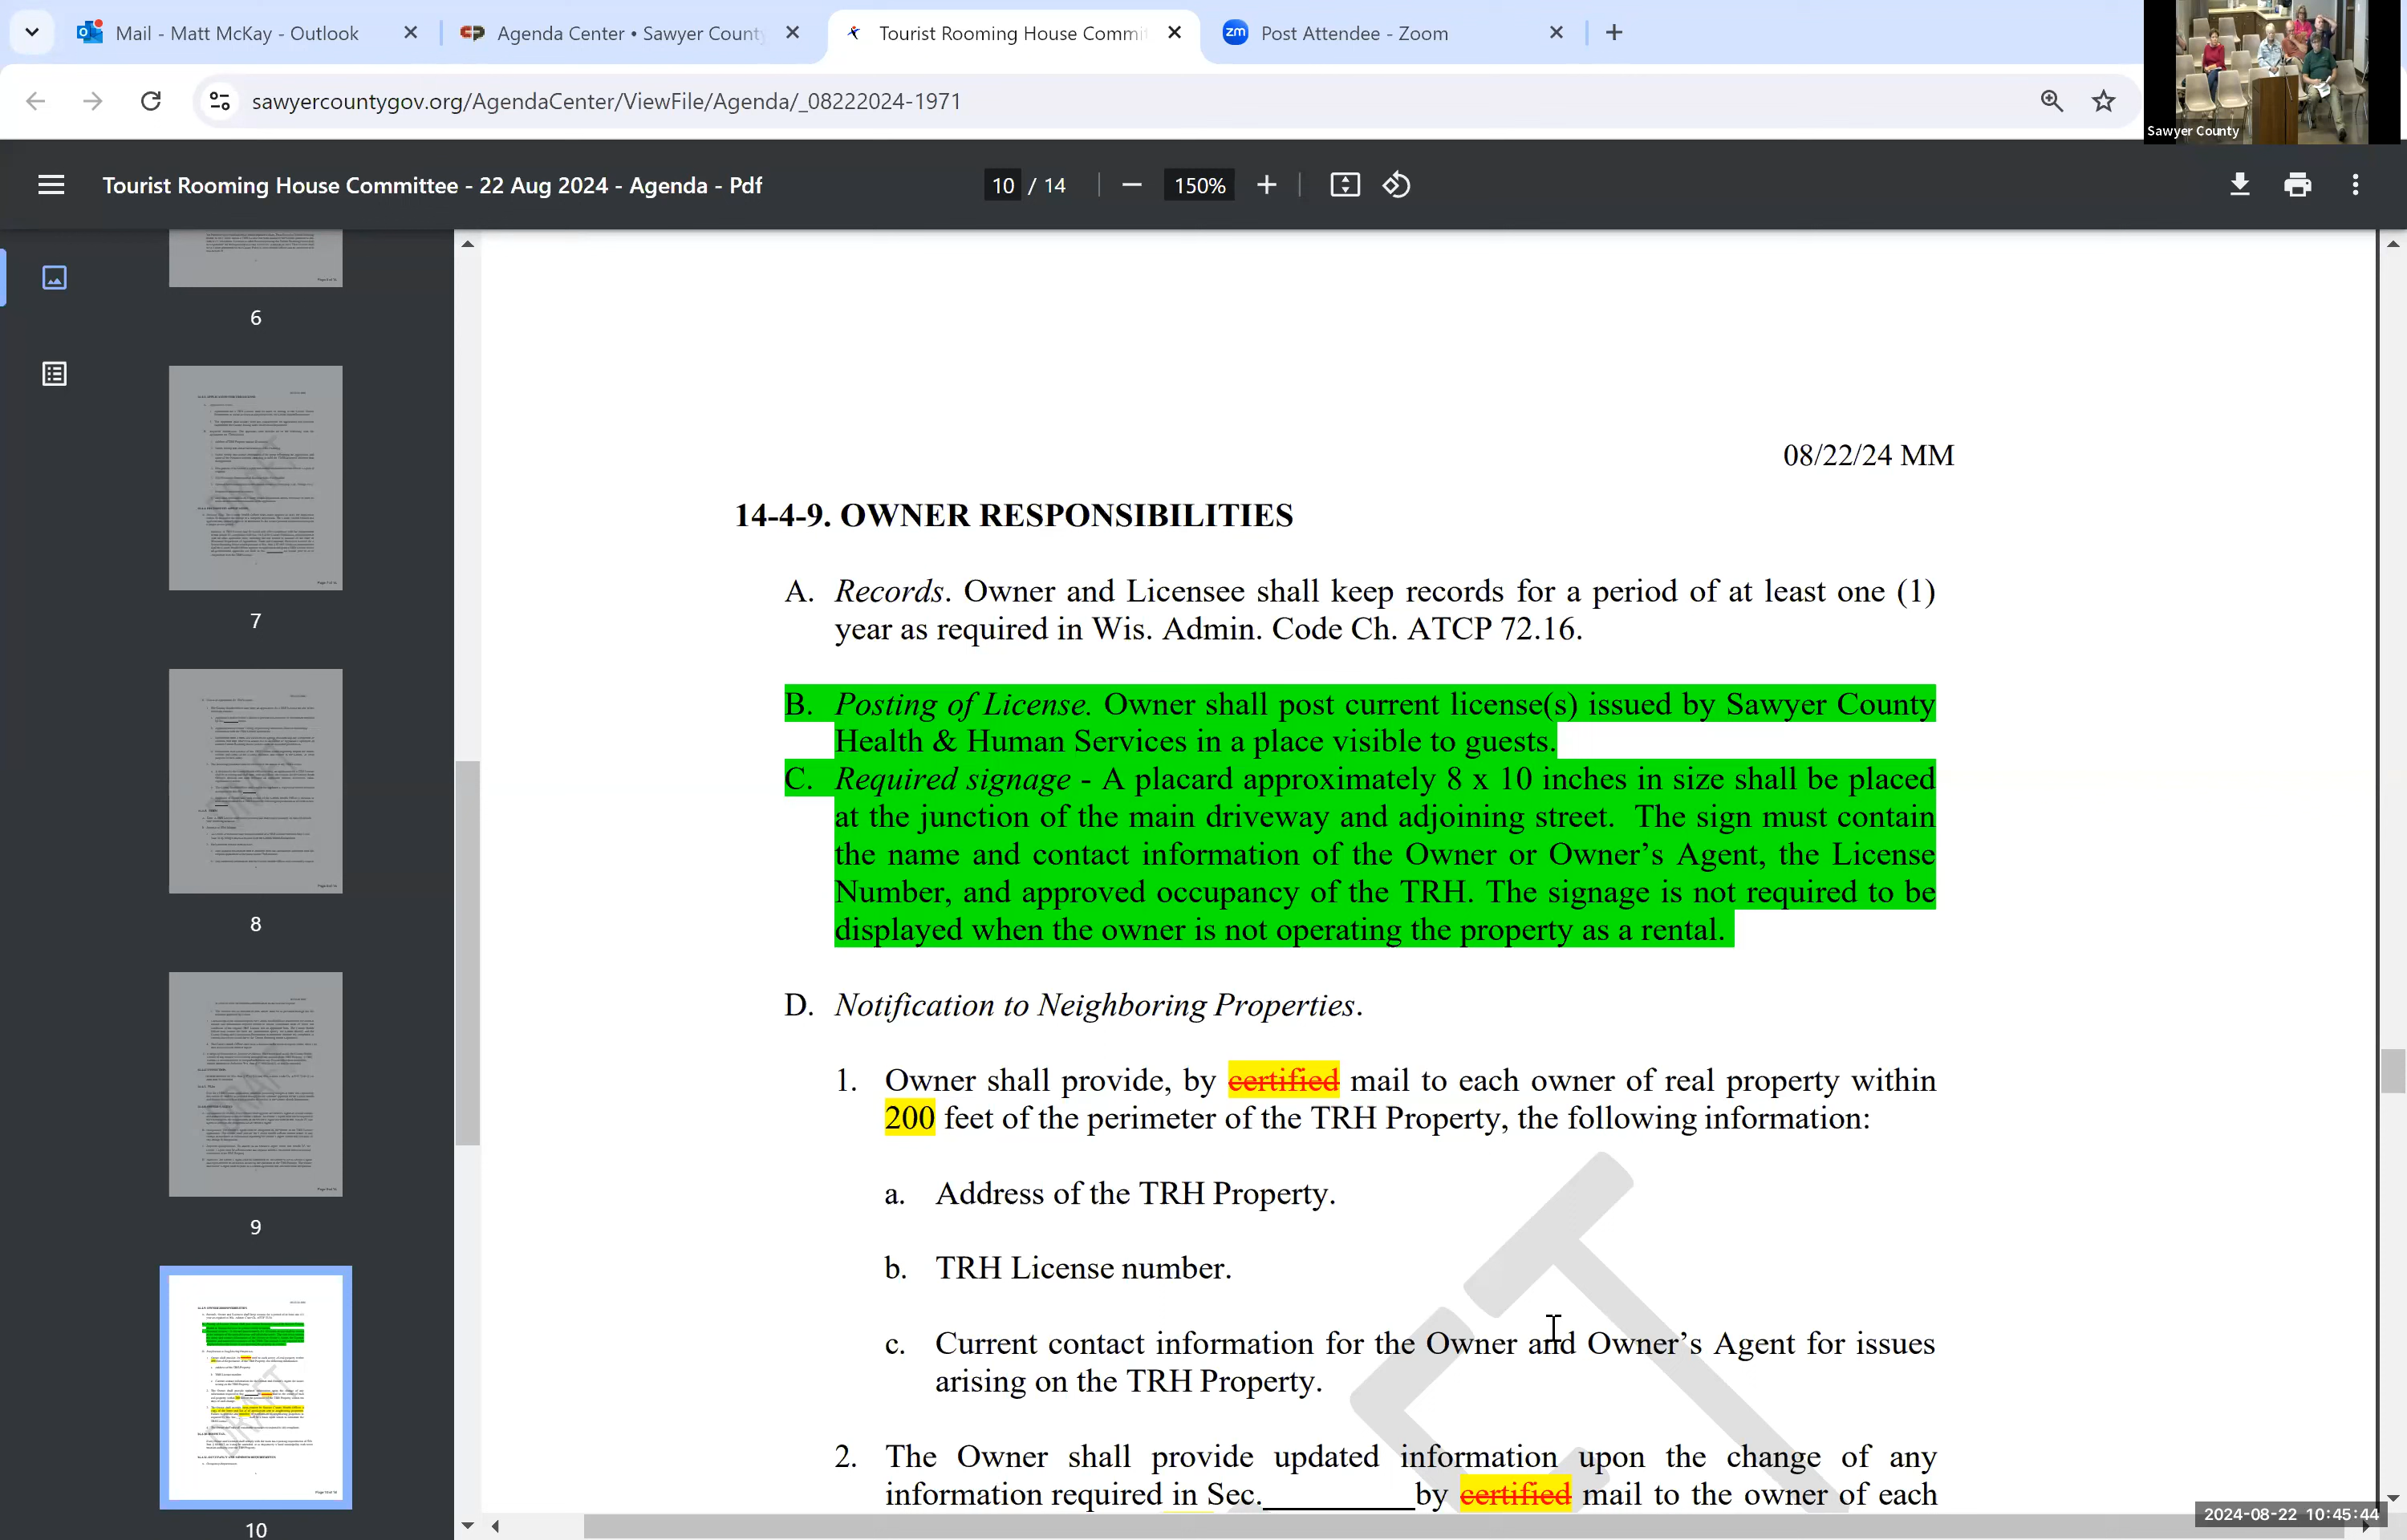 Mail - Matt McKay - Outlook
Agenda Center • Sawyer County
Tourist Rooming House Commi
Post Attendee - Zoom
sawyercountygov.org/AgendaCenter/ViewFile/Agenda/_08222024-1971
Sawyer County
Tourist Rooming House Committee - 22 Aug 2024 - Agenda - Pdf
10 / 14
150%
6
7
8
9
10
08/22/24 MM
14-4-9. OWNER RESPONSIBILITIES
A. Records. Owner and Licensee shall keep records for a period of at least one (1)
year as required in Wis. Admin. Code Ch. ATCP 72.16.
B. Posting of License. Owner shall post current license(s) issued by Sawyer County
Health & Human Services in a place visible to guests.
C. Required signage - A placard approximately 8 x 10 inches in size shall be placed
at the junction of the main driveway and adjoining street. The sign must contain
the name and contact information of the Owner or Owner's Agent, the License
Number, and approved occupancy of the TRH. The signage is not required to be
displayed when the owner is not operating the property as a rental.
D. Notification to Neighboring Properties.
1. Owner shall provide, by certified mail to each owner of real property within
200 feet of the perimeter of the TRH Property, the following information:
a. Address of the TRH Property.
b. TRH License number.
c. Current contact information for the Owner and Owner's Agent for issues
arising on the TRH Property.
2. The Owner shall provide updated information upon the change of any
information required in Sec.__________by certified mail to the owner of each
2024-08-22 10:45:44